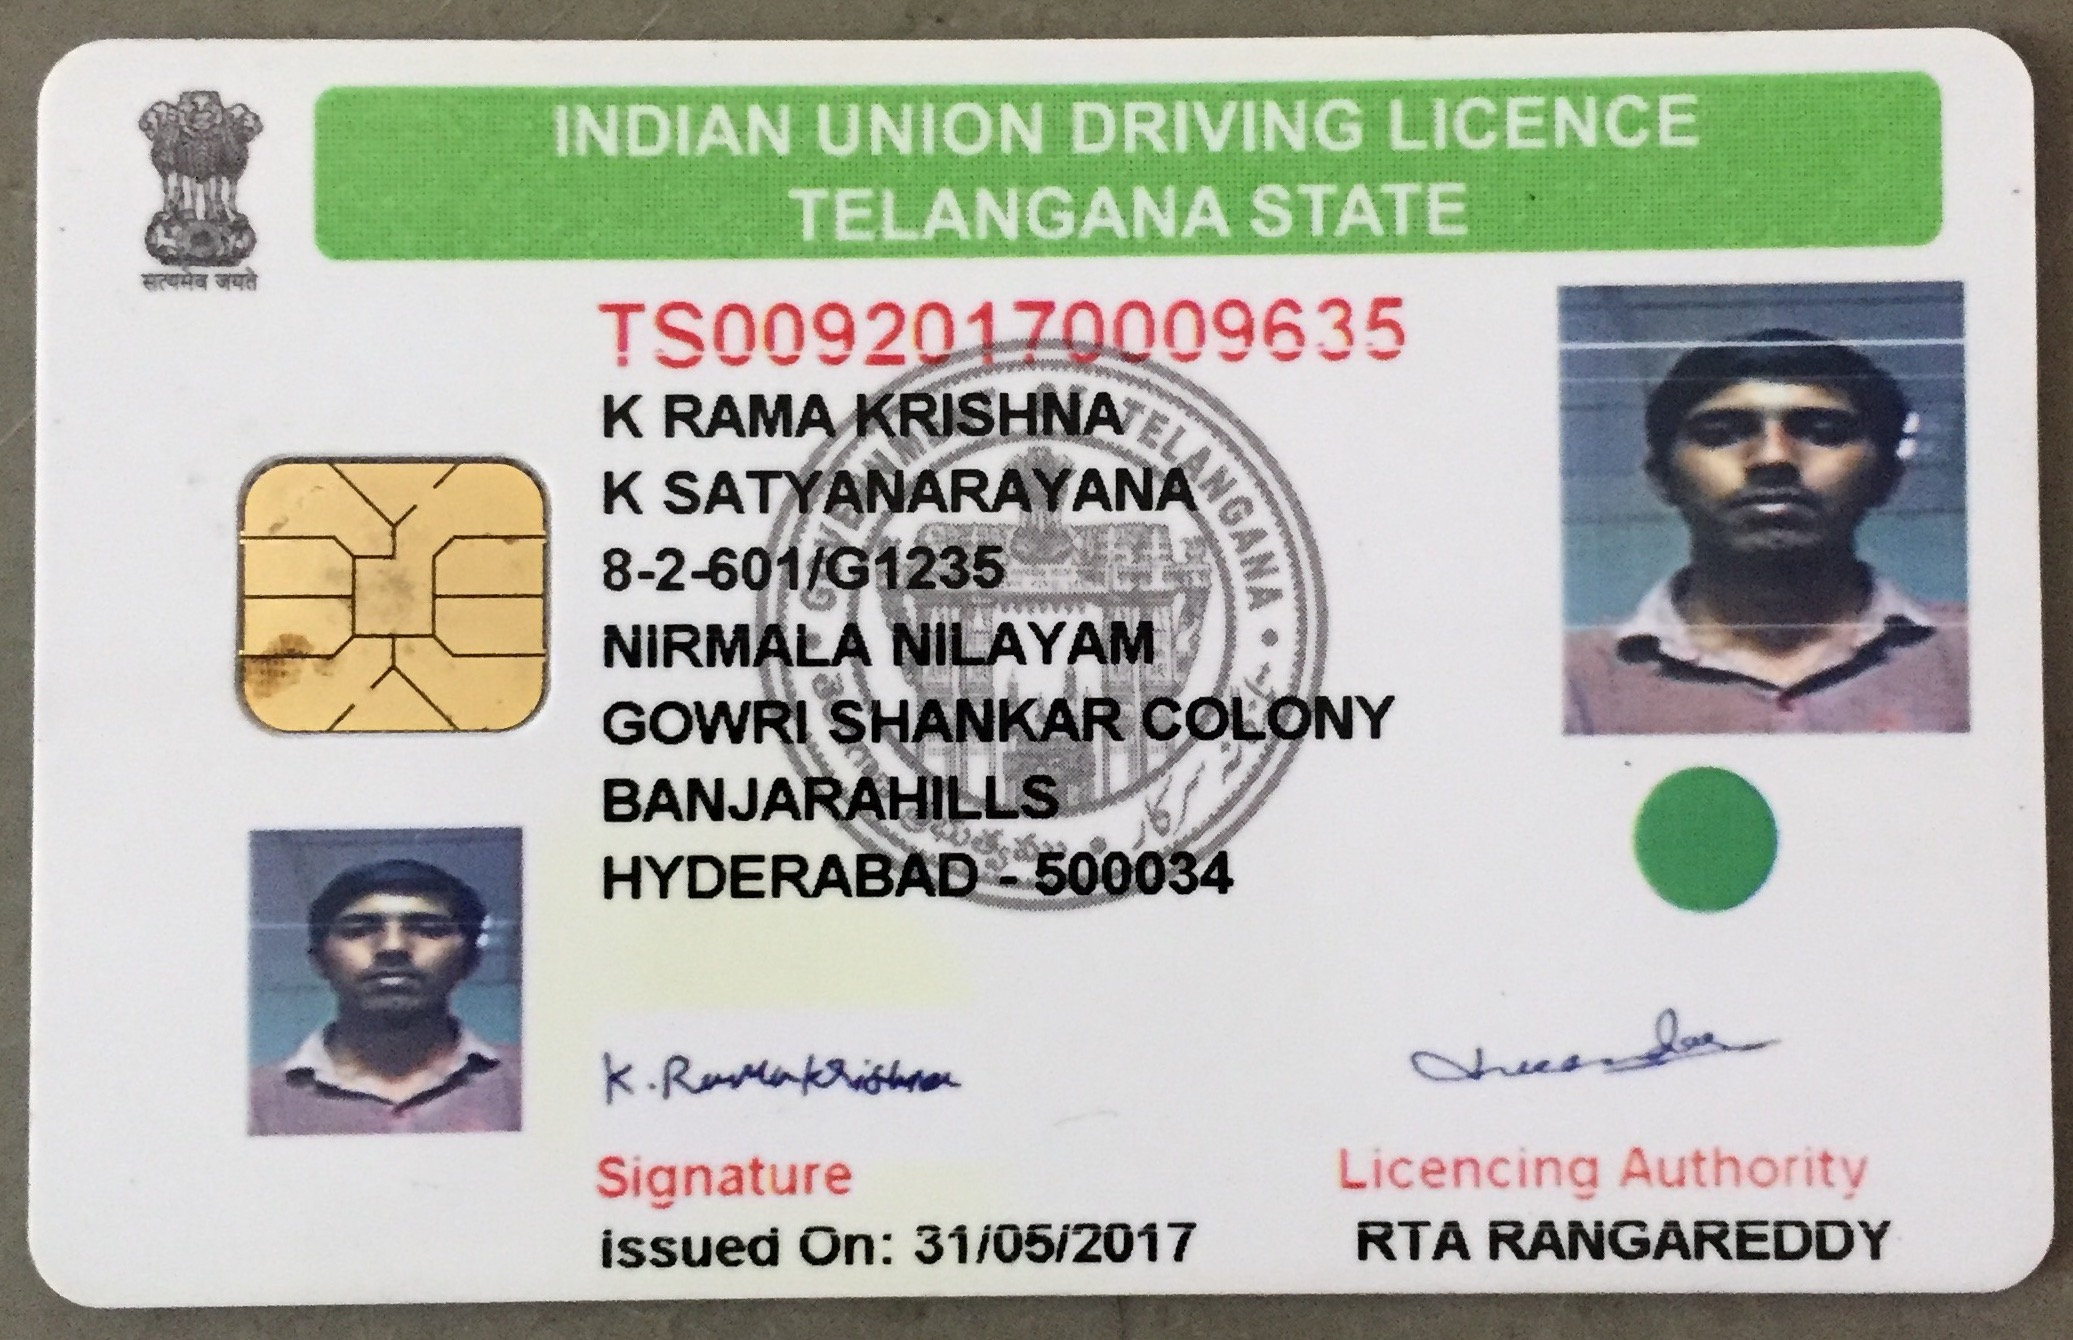 INDIAN UNION DRIVING LICENCE
TELANGANA STATE
सत्यमेव जयते
TS00920170009635
K RAMA KRISHNA
K SATYANARAYANA
8-2-601/G1235
NIRMALA NILAYAM
GOWRI SHANKAR COLONY
BANJARAHILLS
HYDERABAD - 500034
GOVERNMENT OF TELANGANA
K. Ramakrishna
Signature
Licencing Authority
issued On: 31/05/2017
RTA RANGAREDDY